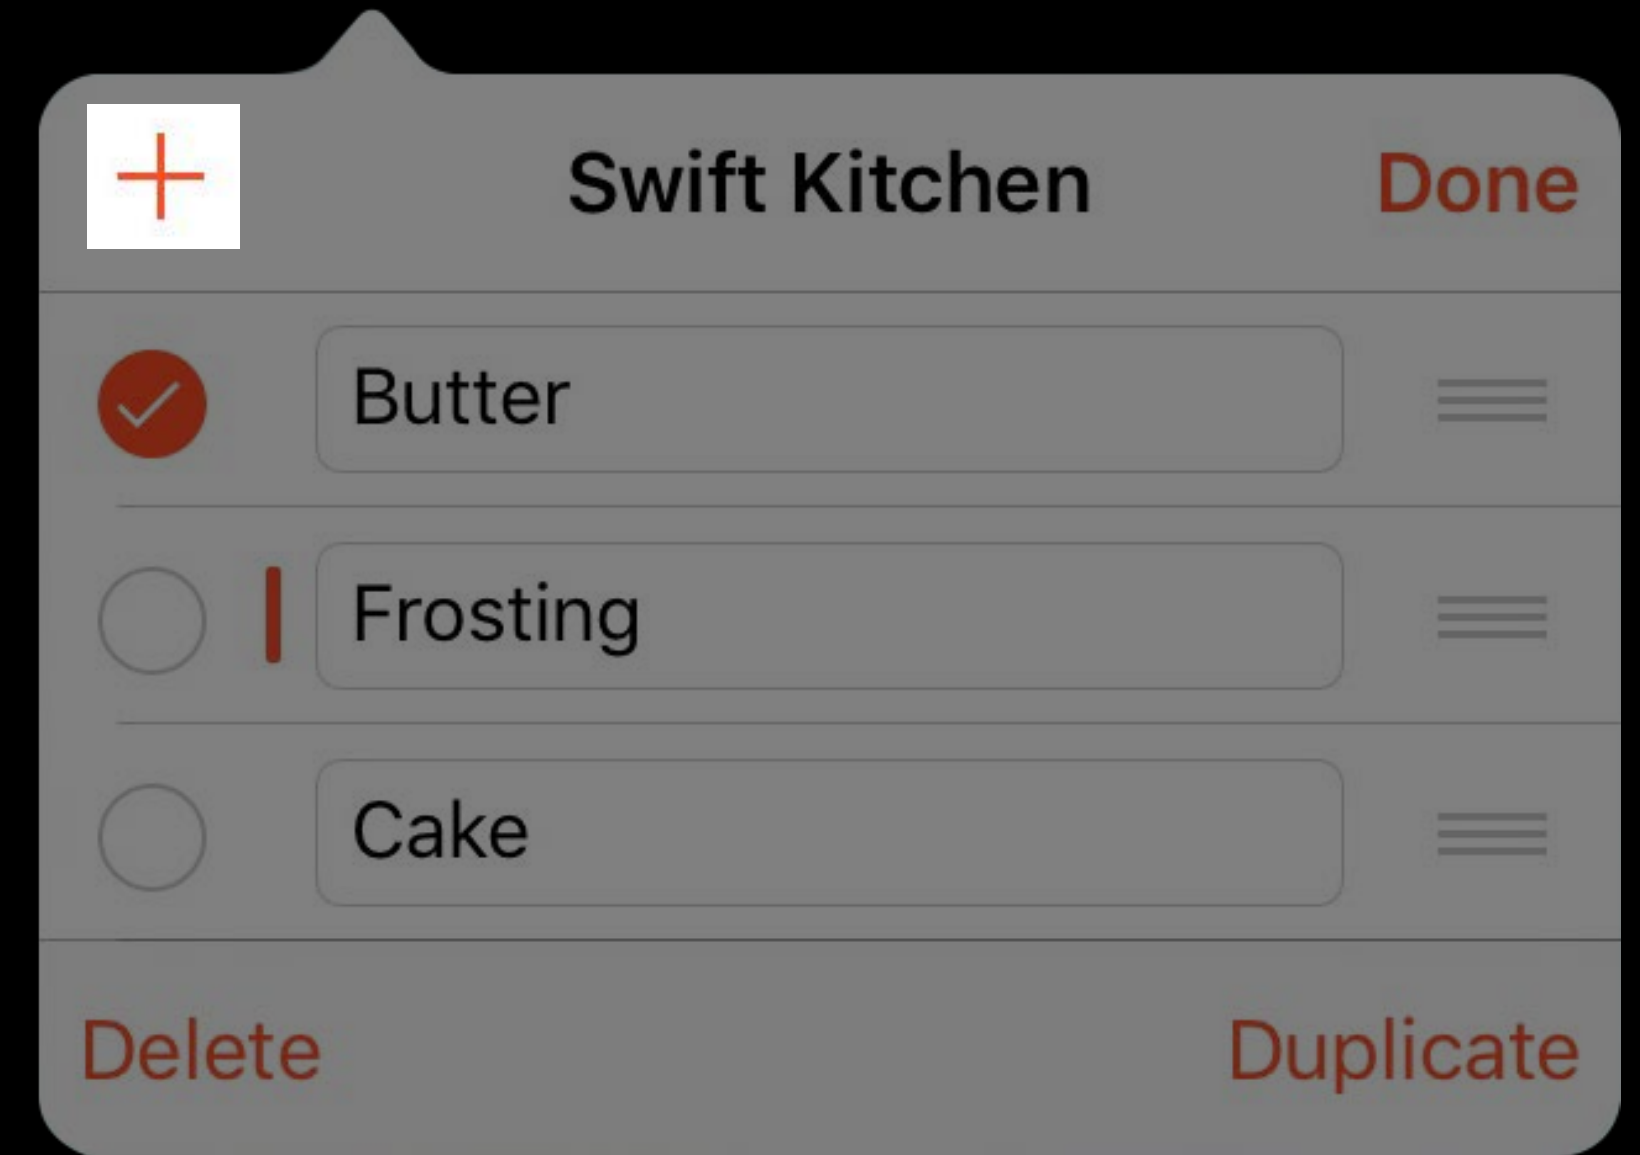 Swift Kitchen Done
Butter
Frosting
Cake
Delete Duplicate